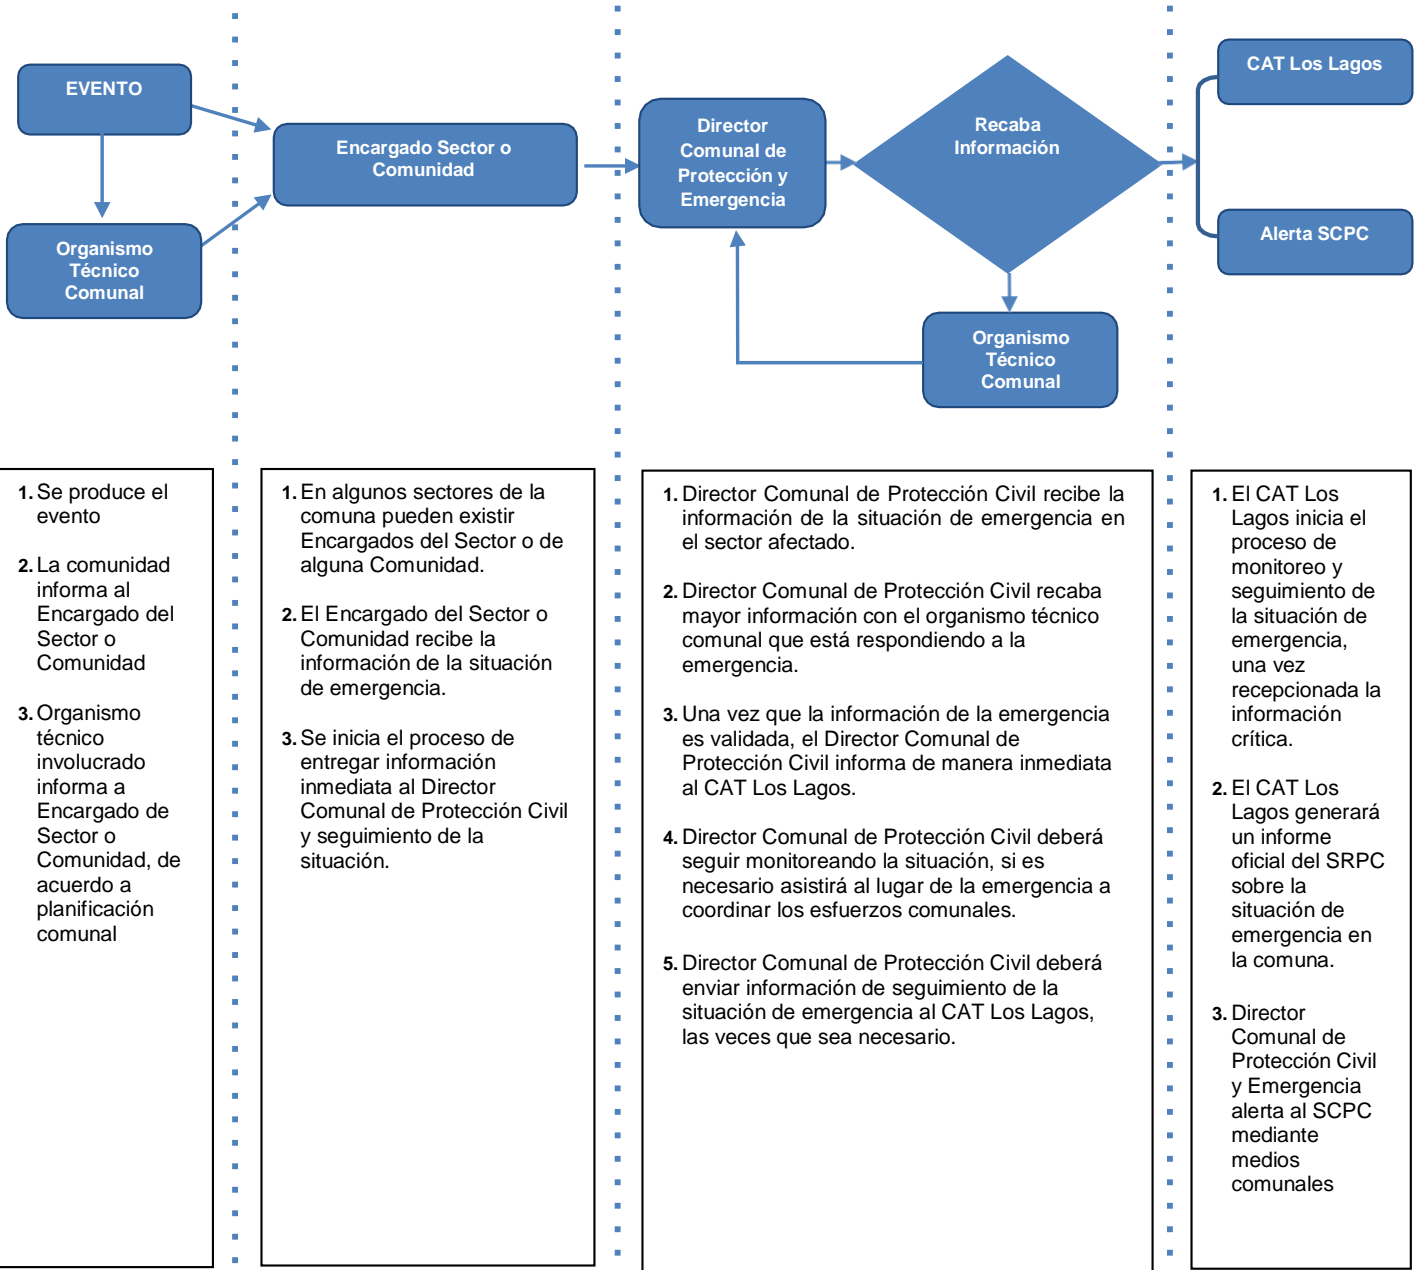 EVENTO
Organismo
Técnico
Comunal
Encargado Sector o
Comunidad
Director
Comunal de
Protección y
Emergencia
Recaba
Información
Organismo
Técnico
Comunal
CAT Los Lagos
Alerta SCPC
1. Se produce el
evento
2. La comunidad
informa al
Encargado del
Sector o
Comunidad
3. Organismo
técnico
involucrado
informa a
Encargado de
Sector o
Comunidad, de
acuerdo a
planificación
comunal
1. En algunos sectores de la
comuna pueden existir
Encargados del Sector o de
alguna Comunidad.
2. El Encargado del Sector o
Comunidad recibe la
información de la situación
de emergencia.
3. Se inicia el proceso de
entregar información
inmediata al Director
Comunal de Protección Civil
y seguimiento de la
situación.
1. Director Comunal de Protección Civil recibe la
información de la situación de emergencia en
el sector afectado.
2. Director Comunal de Protección Civil recaba
mayor información con el organismo técnico
comunal que está respondiendo a la
emergencia.
3. Una vez que la información de la emergencia
es validada, el Director Comunal de
Protección Civil informa de manera inmediata
al CAT Los Lagos.
4. Director Comunal de Protección Civil deberá
seguir monitoreando la situación, si es
necesario asistirá al lugar de la emergencia a
coordinar los esfuerzos comunales.
5. Director Comunal de Protección Civil deberá
enviar información de seguimiento de la
situación de emergencia al CAT Los Lagos,
las veces que sea necesario.
1. El CAT Los
Lagos inicia el
proceso de
monitoreo y
seguimiento de
la situación de
emergencia,
una vez
recepcionada la
información
crítica.
2. El CAT Los
Lagos generará
un informe
oficial del SRPC
sobre la
situación de
emergencia en
la comuna.
3. Director
Comunal de
Protección Civil
y Emergencia
alerta al SCPC
mediante
medios
comunales